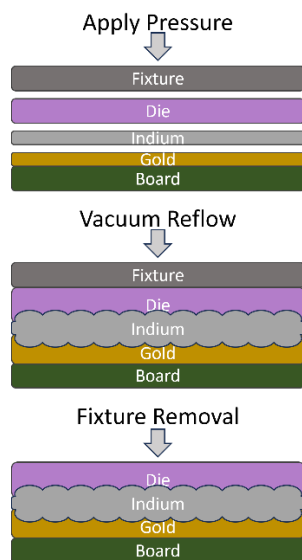 Apply Pressure
Fixture
Die
Indium
Gold
Board
Vacuum Reflow
Fixture
Die
Indium
Gold
Board
Fixture Removal
Die
Indium
Gold
Board